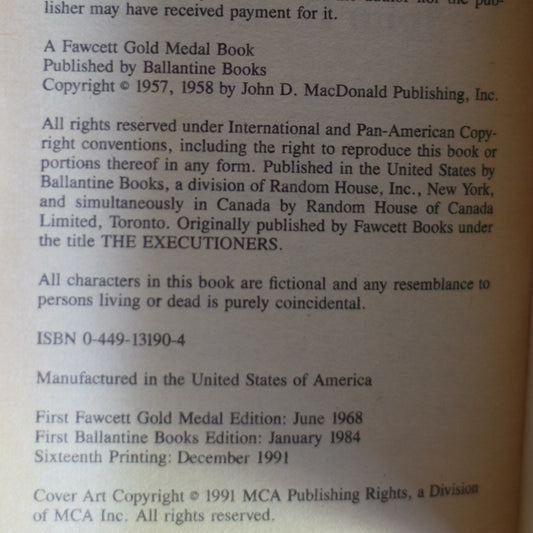 lisher may have received payment for it.
A Fawcett Gold Medal Book
Published by Ballantine Books
Copyright © 1957, 1958 by John D. MacDonald Publishing, Inc.
All rights reserved under International and Pan-American Copy-
right conventions, including the right to reproduce this book or
portions thereof in any form. Published in the United States by
Ballantine Books, a division of Random House, Inc., New York,
and simultaneously in Canada by Random House of Canada
Limited, Toronto. Originally published by Fawcett Books under
the title THE EXECUTIONERS.
All characters in this book are fictional and any resemblance to
persons living or dead is purely coincidental.
ISBN 0-449-13190-4
Manufactured in the United States of America
First Fawcett Gold Medal Edition: June 1968
First Ballantine Books Edition: January 1984
Sixteenth Printing: December 1991
Cover Art Copyright © 1991 MCA Publishing Rights, a Division
of MCA Inc. All rights reserved.